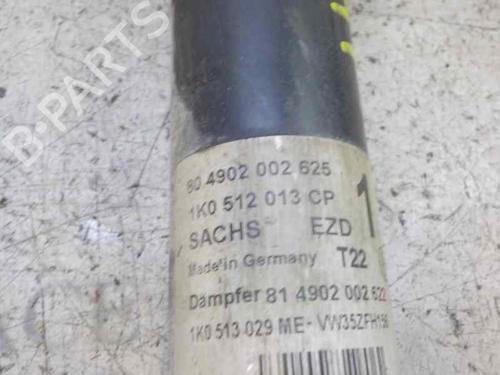 B-PARTS
80 4902 002 625
1K0 512 013 CP
SACHS EZD 1
Made in Germany T22
Dämpfer 81 4902 002 622
1K0 513 029 ME- VW35ZFH156